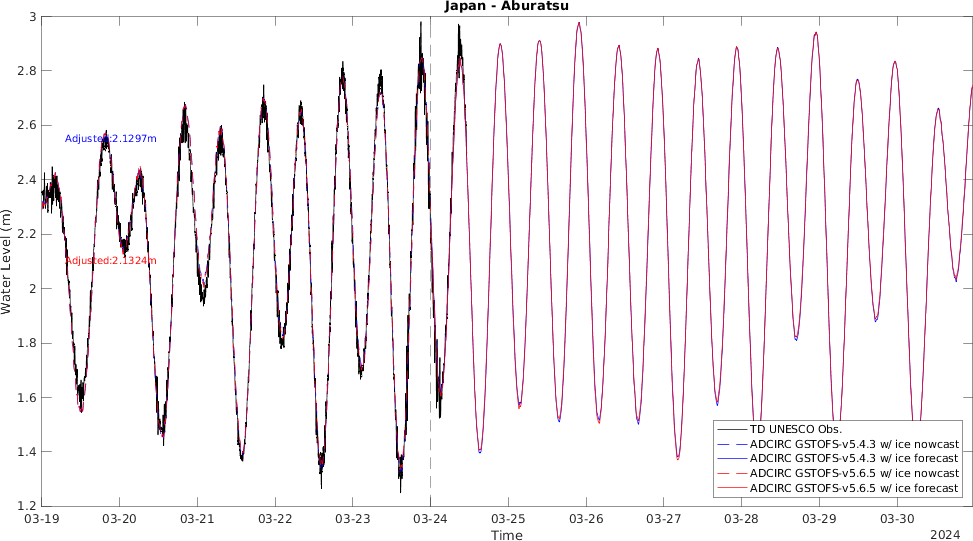 Japan - Aburatsu
3
2.8
2.6
2.4
2.2
2
1.8
1.6
1.4
1.2
Water Level (m)
Adjusted:2.1297m
Adjusted:2.1324m
TD UNESCO Obs.
ADCIRC GSTOFS-v5.4.3 w/ ice nowcast
ADCIRC GSTOFS-v5.4.3 w/ ice forecast
ADCIRC GSTOFS-v5.6.5 w/ ice nowcast
ADCIRC GSTOFS-v5.6.5 w/ ice forecast
03-19 03-20 03-21 03-22 03-23 03-24 03-25 03-26 03-27 03-28 03-29 03-30
Time
2024